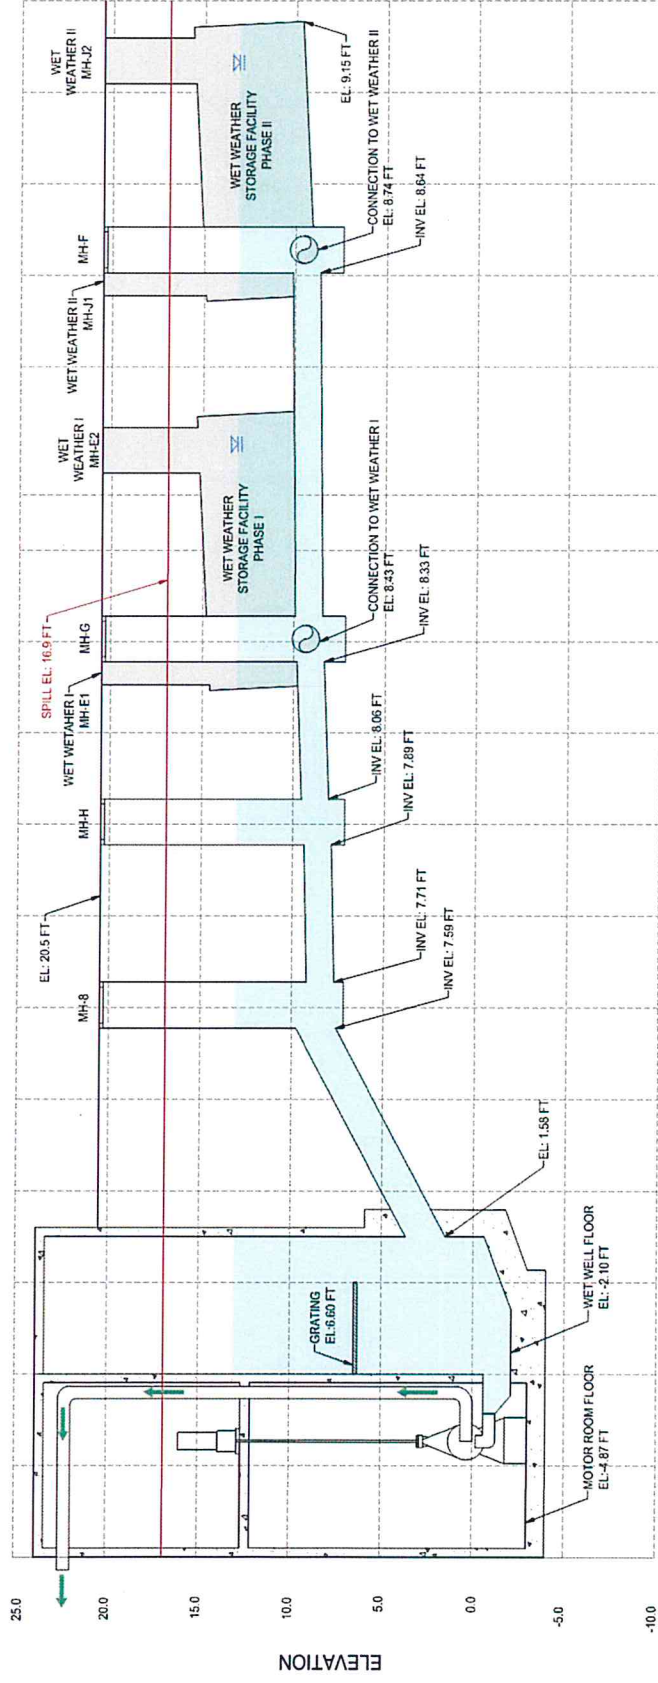 ELEVATION
25.0
20.0
15.0
10.0
5.0
0.0
-5.0
-10.0
MOTOR ROOM FLOOR
EL:-4.87 FT
WET WELL FLOOR
EL: -2.10 FT
GRATING
EL:6.60 FT
EL: 1.58 FT
EL: 20.5 FT
MH-8
INV EL: 7.59 FT
INV EL: 7.71 FT
MH-H
INV EL: 7.89 FT
INV EL: 8.06 FT
SPILL EL: 16.9 FT
WET WETAHER I
MH-E1
MH-G
INV EL: 8.33 FT
CONNECTION TO WET WEATHER I
EL: 8.43 FT
WET WEATHER
STORAGE FACILITY
PHASE I
WET
WEATHER I
MH-E2
WET WEATHER II
MH-J1
MH-F
INV EL: 8.64 FT
CONNECTION TO WET WEATHER II
EL: 8.74 FT
WET WEATHER
STORAGE FACILITY
PHASE II
WET
WEATHER II
MH-J2
EL: 9.15 FT